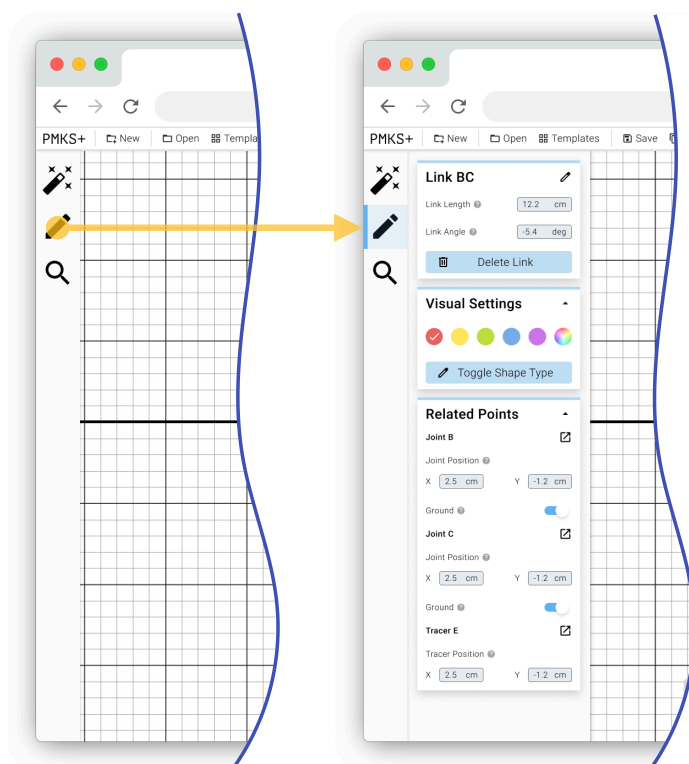 PMKS+ New Open Templa
PMKS+ New Open Templates Save
Link BC
Link Length 12.2 cm
Link Angle -5.4 deg
Delete Link
Visual Settings
Toggle Shape Type
Related Points
Joint B
Joint Position
X 2.5 cm Y -1.2 cm
Ground
Joint C
Joint Position
X 2.5 cm Y -1.2 cm
Ground
Tracer E
Tracer Position
X 2.5 cm Y -1.2 cm